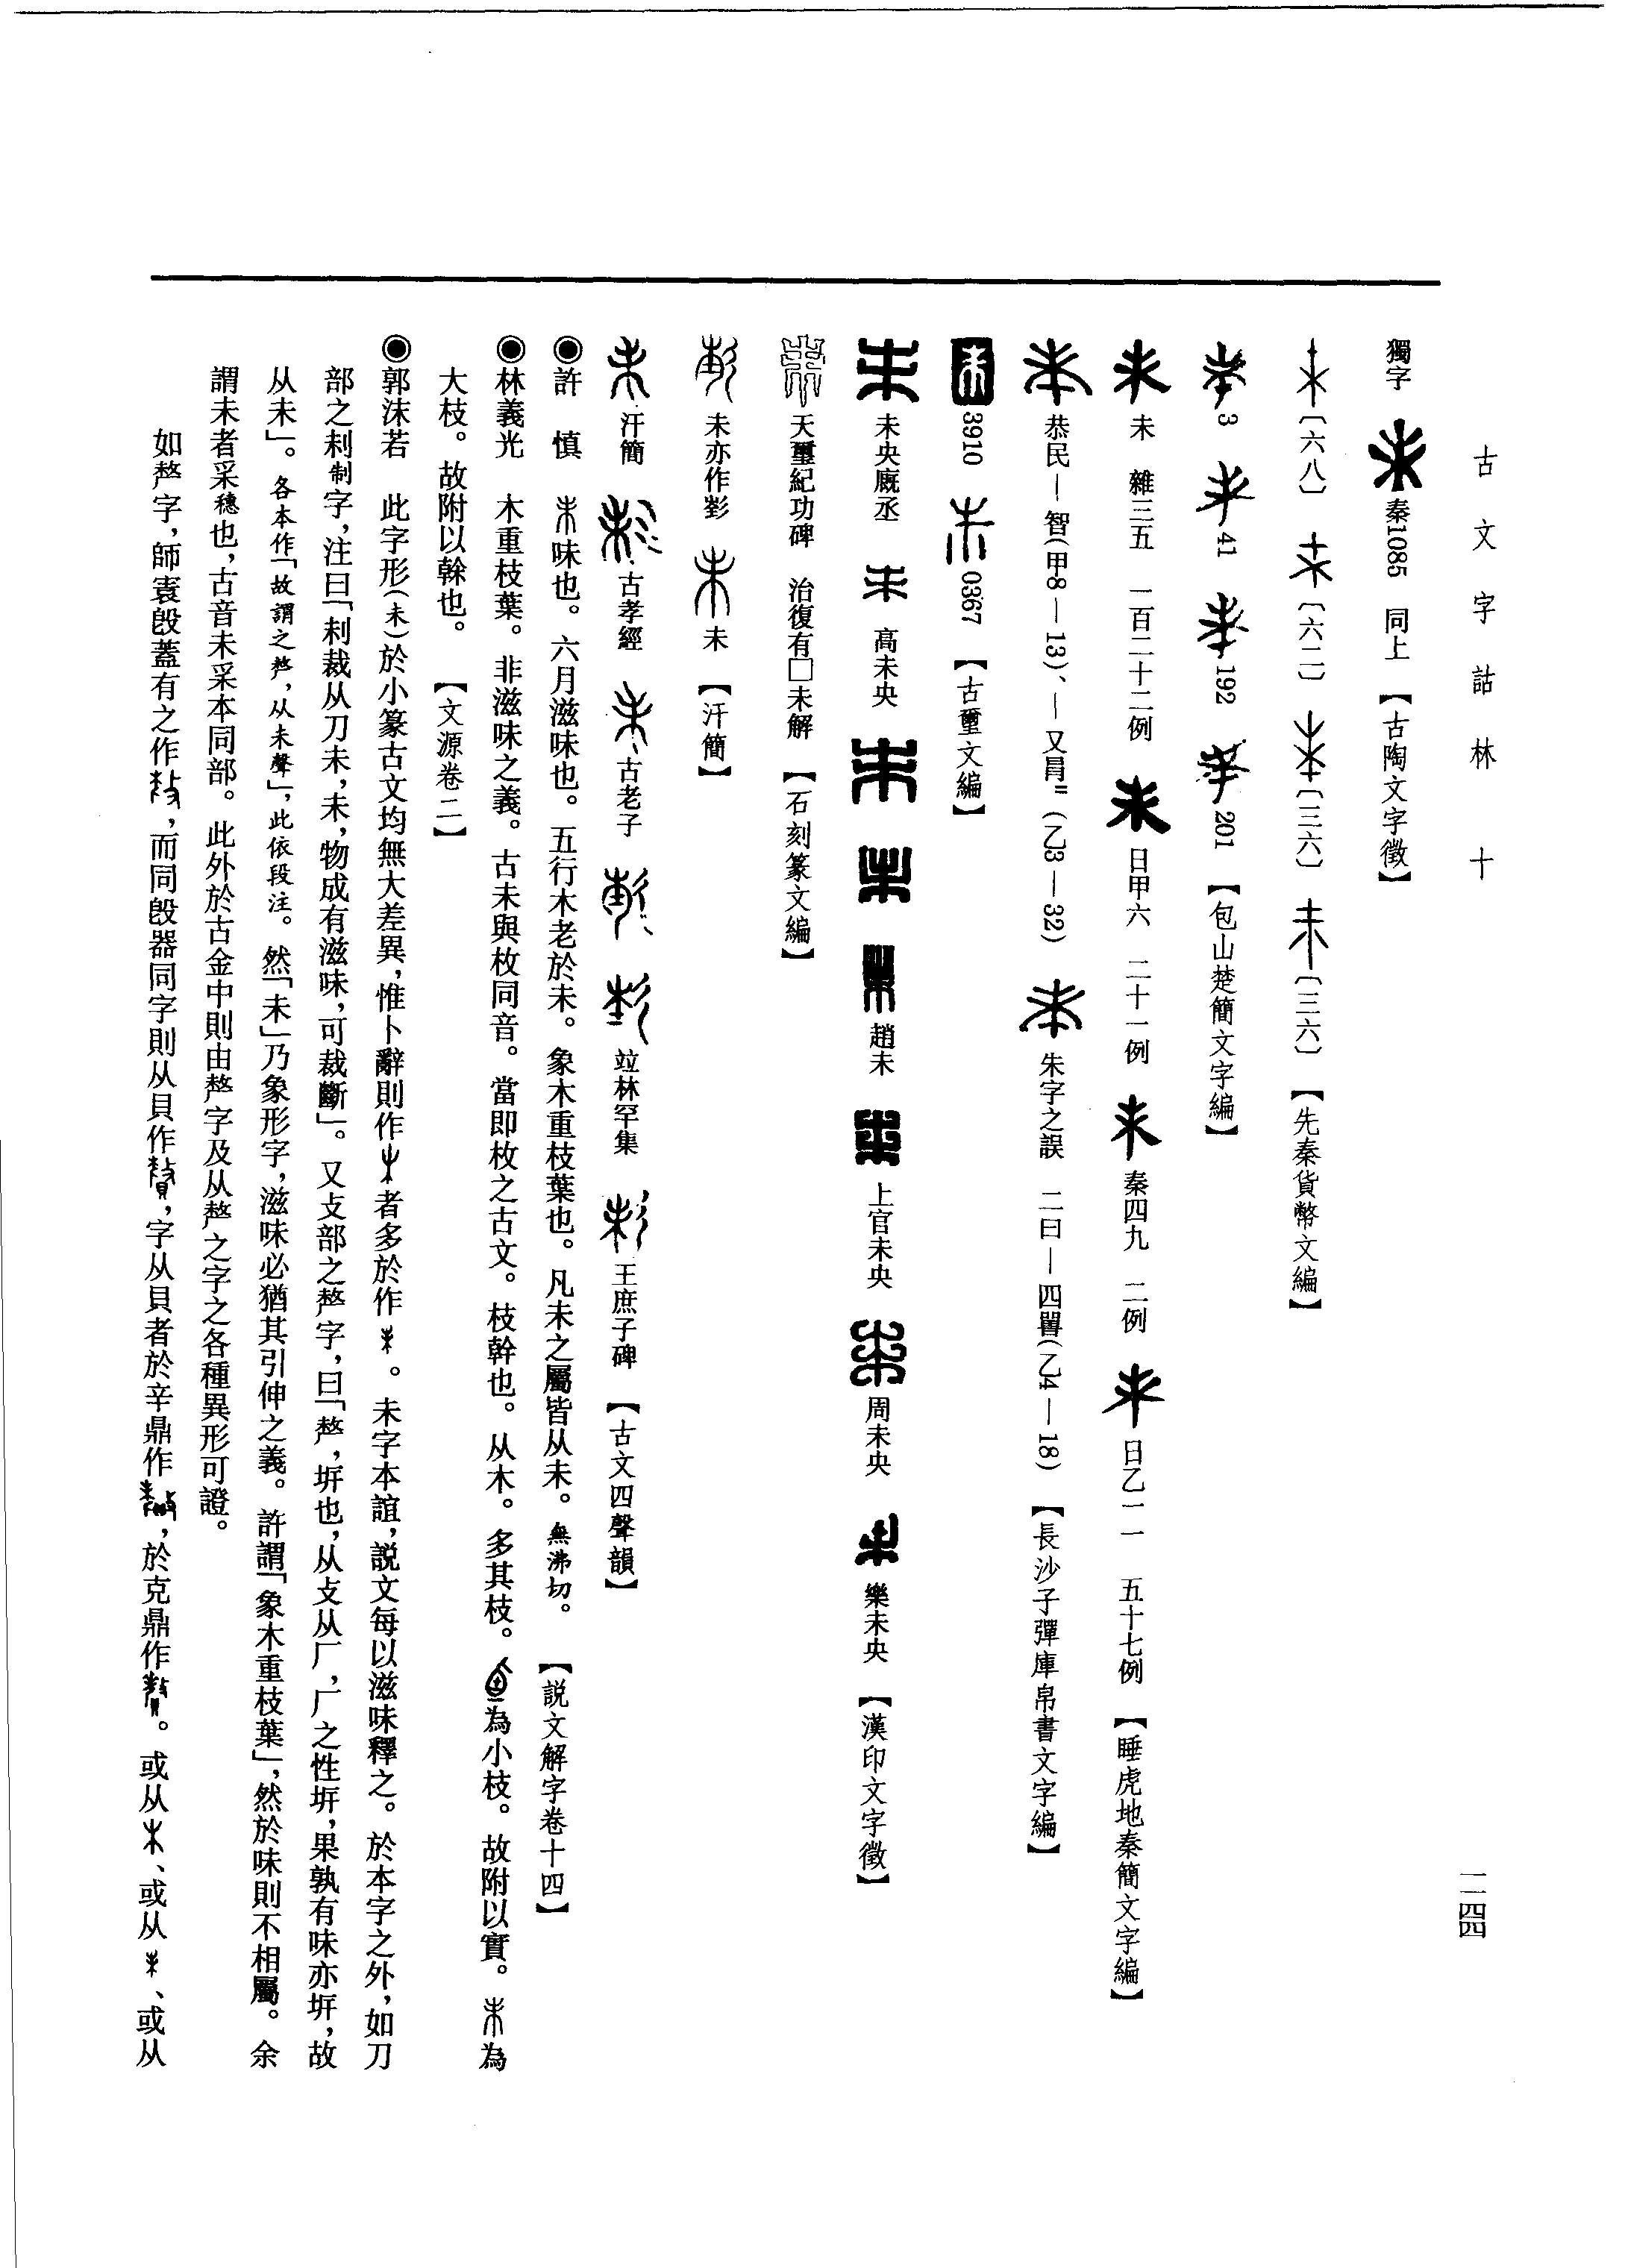 古文字詁林 十
一一四四
獨字 秦1085 同上 【古陶文字徵】
〔六八〕 〔六二〕 〔三六〕 〔三六〕 【先秦貨幣文編】
3 41 192 201 【包山楚簡文字編】
未 雜三五 一百二十二例 日甲六 二十一例 秦四九 二例 日乙一一 五十七例 【睡虎地秦簡文字編】
恭民—智(甲8—13)、—又㒸〓(乙3—32) 朱字之誤 二曰—四嘼(乙4—18) 【長沙子彈庫帛書文字編】
3910 0367 【古璽文編】
未央廄丞 高未央 趙未 上官未央 周未央 樂未央 【漢印文字徵】
天璽紀功碑 治復有□未解 【石刻篆文編】
未亦作㣇 未 【汗簡】
汗簡 古孝經 古老子 竝林罕集 王庶子碑 【古文四聲韻】
◉許 慎 味也。六月滋味也。五行木老於未。象木重枝葉也。凡未之屬皆从未。無沸切。 【説文解字卷十四】
◉林義光 木重枝葉。非滋味之義。古未與枚同音。當即枚之古文。枝幹也。从木。多其枝。為小枝。故附以實。為
大枝。故附以榦也。 【文源卷二】
◉郭沫若 此字形(未)於小篆古文均無大差異，惟卜辭則作者多於作。未字本誼，説文每以滋味釋之。於本字之外，如刀
部之利制字，注曰「利裁从刀未，未，物成有滋味，可裁斷」。又攴部之𠩺字，曰「𠩺，坼也，从攴从厂，厂之性坼，果孰有味亦坼，故
从未」。各本作「故謂之𠩺，从未聲」，此依段注。然「未」乃象形字，滋味必猶其引伸之義。許謂「象木重枝葉」，然於味則不相屬。余
謂未者采穗也，古音未采本同部。此外於古金中則由𠩺字及从𠩺之字之各種異形可證。
如𠩺字，師㝨𣪘蓋有之作，而同𣪘器同字則从貝作，字从貝者於辛鼎作，於克鼎作。或从、或从、或从